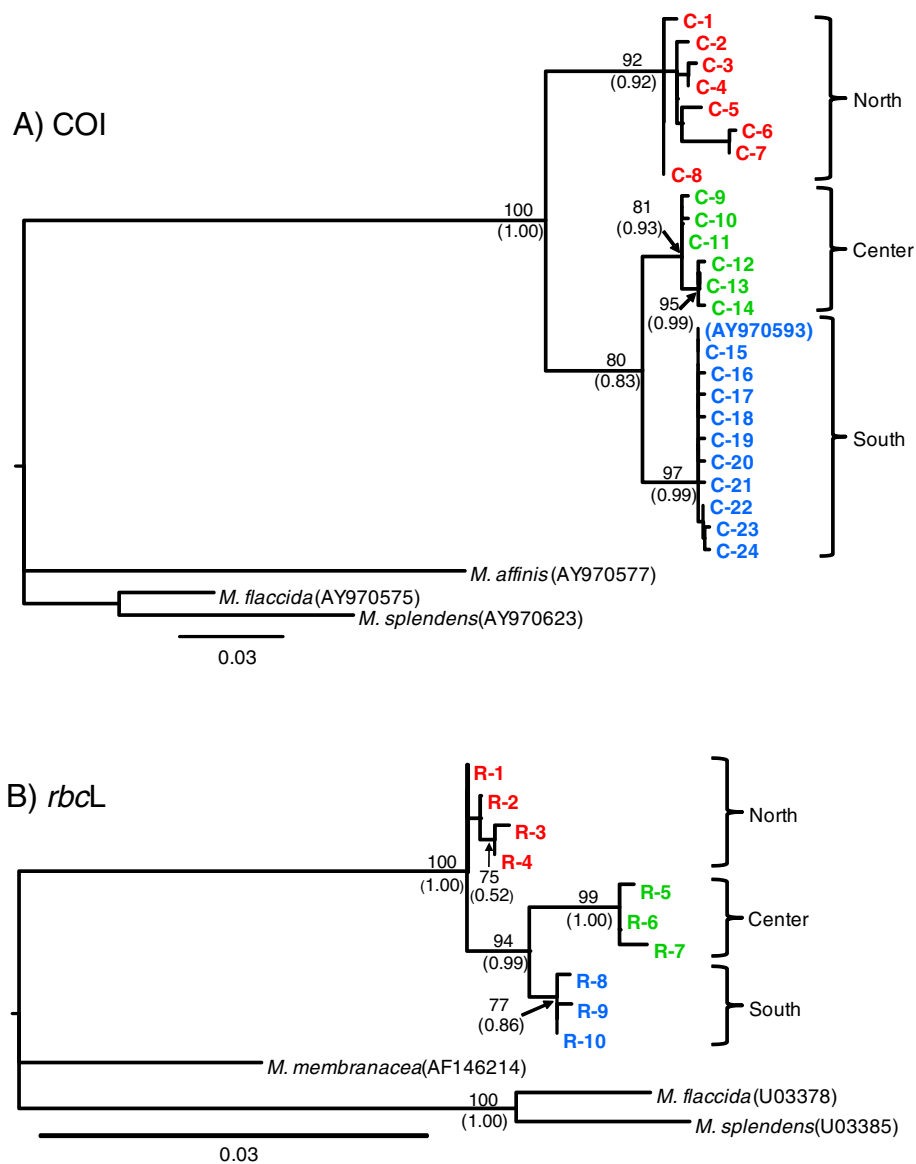 C-1
C-2
92
C-3
(0.92)
C-4
North
A) COI
C-5
C-6
C-7
C-8
C-9
81
100
C-10
(0.93)
(1.00)
C-11
Center
C-12
C-13
95
C-14
(0.99)
(AY970593)
C-15
80
C-16
(0.83)
C-17
C-18
C-19
South
C-20
97
C-21
(0.99)
C-22
C-23
C-24
M. affinis (AY970577)
M. flaccida (AY970575)
M. splendens(AY970623)
0.03
R-1
B) rbcL
R-2
North
R-3
R-4
100
75
(1.00)
(0.52)
R-5
99
(1.00)
R-6
Center
94
R-7
(0.99)
R-8
77
R-9
South
(0.86)
R-10
M. membranacea(AF146214)
100
M. flaccida (U03378)
(1.00)
M. splendens(U03385)
0.03